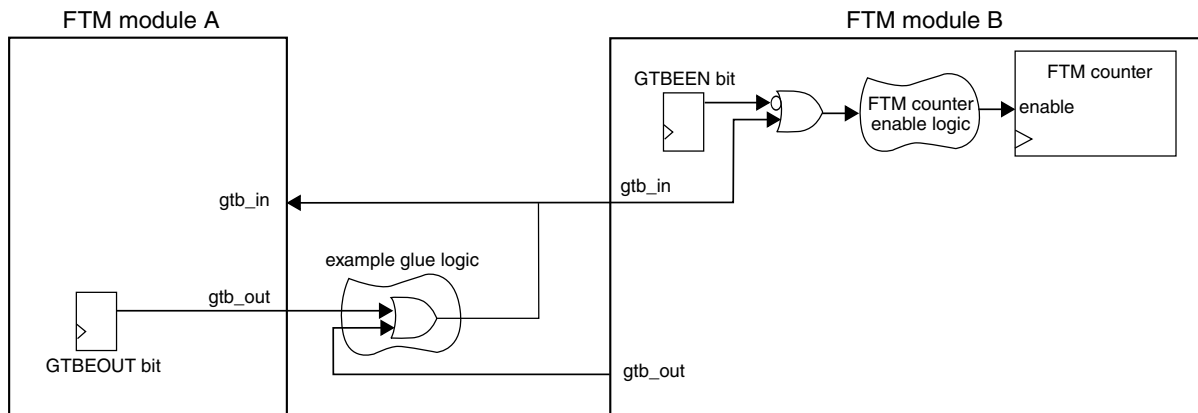 FTM module A
FTM module B
GTBEEN bit
FTM counter
enable
FTM counter
enable logic
gtb_in
gtb_in
example glue logic
gtb_out
GTBEOUT bit
gtb_out